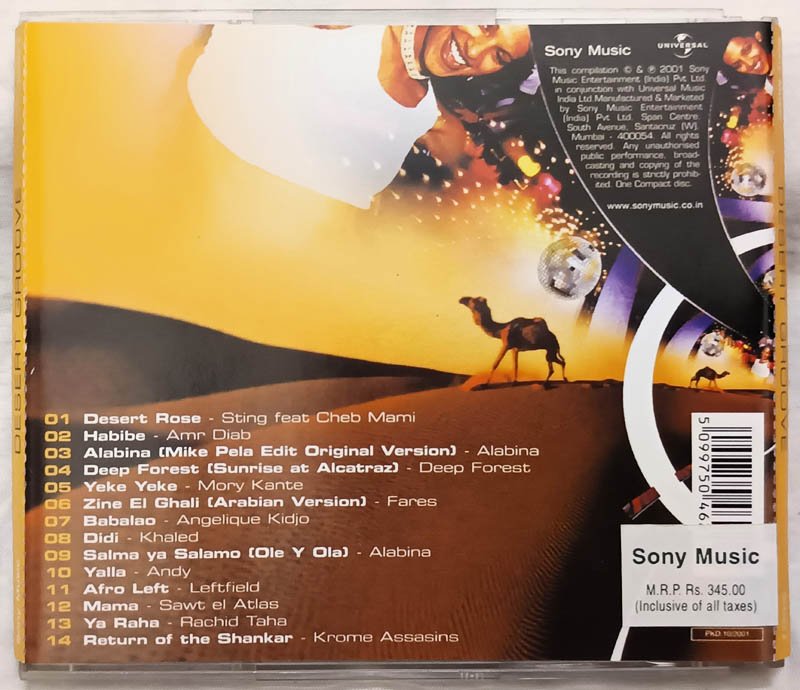 Sony Music
UNIVERSAL
This compilation © & ℗ 2001 Sony
Music Entertainment (India) Pvt Ltd.
in conjunction with Universal Music
India Ltd.Manufactured & Marketed
by Sony Music Entertainment
(India) Pvt Ltd. Span Centre,
South Avenue, Santacruz (W),
Mumbai - 400054. All rights
reserved. Any unauthorised
public performance, broad-
casting and copying of the
recording is strictly prohib-
ited. One Compact disc.
www.sonymusic.co.in
DESERT GROOVE
DESERT GROOVE
01 Desert Rose - Sting feat Cheb Mami
02 Habibe - Amr Diab
03 Alabina (Mike Pela Edit Original Version) - Alabina
04 Deep Forest (Sunrise at Alcatraz) - Deep Forest
05 Yeke Yeke - Mory Kante
06 Zine El Ghali (Arabian Version) - Fares
07 Babalao - Angelique Kidjo
08 Didi - Khaled
09 Salma ya Salamo (Ole Y Ola) - Alabina
10 Yalla - Andy
11 Afro Left - Leftfield
12 Mama - Sawt el Atlas
13 Ya Raha - Rachid Taha
14 Return of the Shankar - Krome Assasins
5 099750 46
Sony Music
M.R.P. Rs. 345.00
(Inclusive of all taxes)
PKD.10/2001
Sony Music